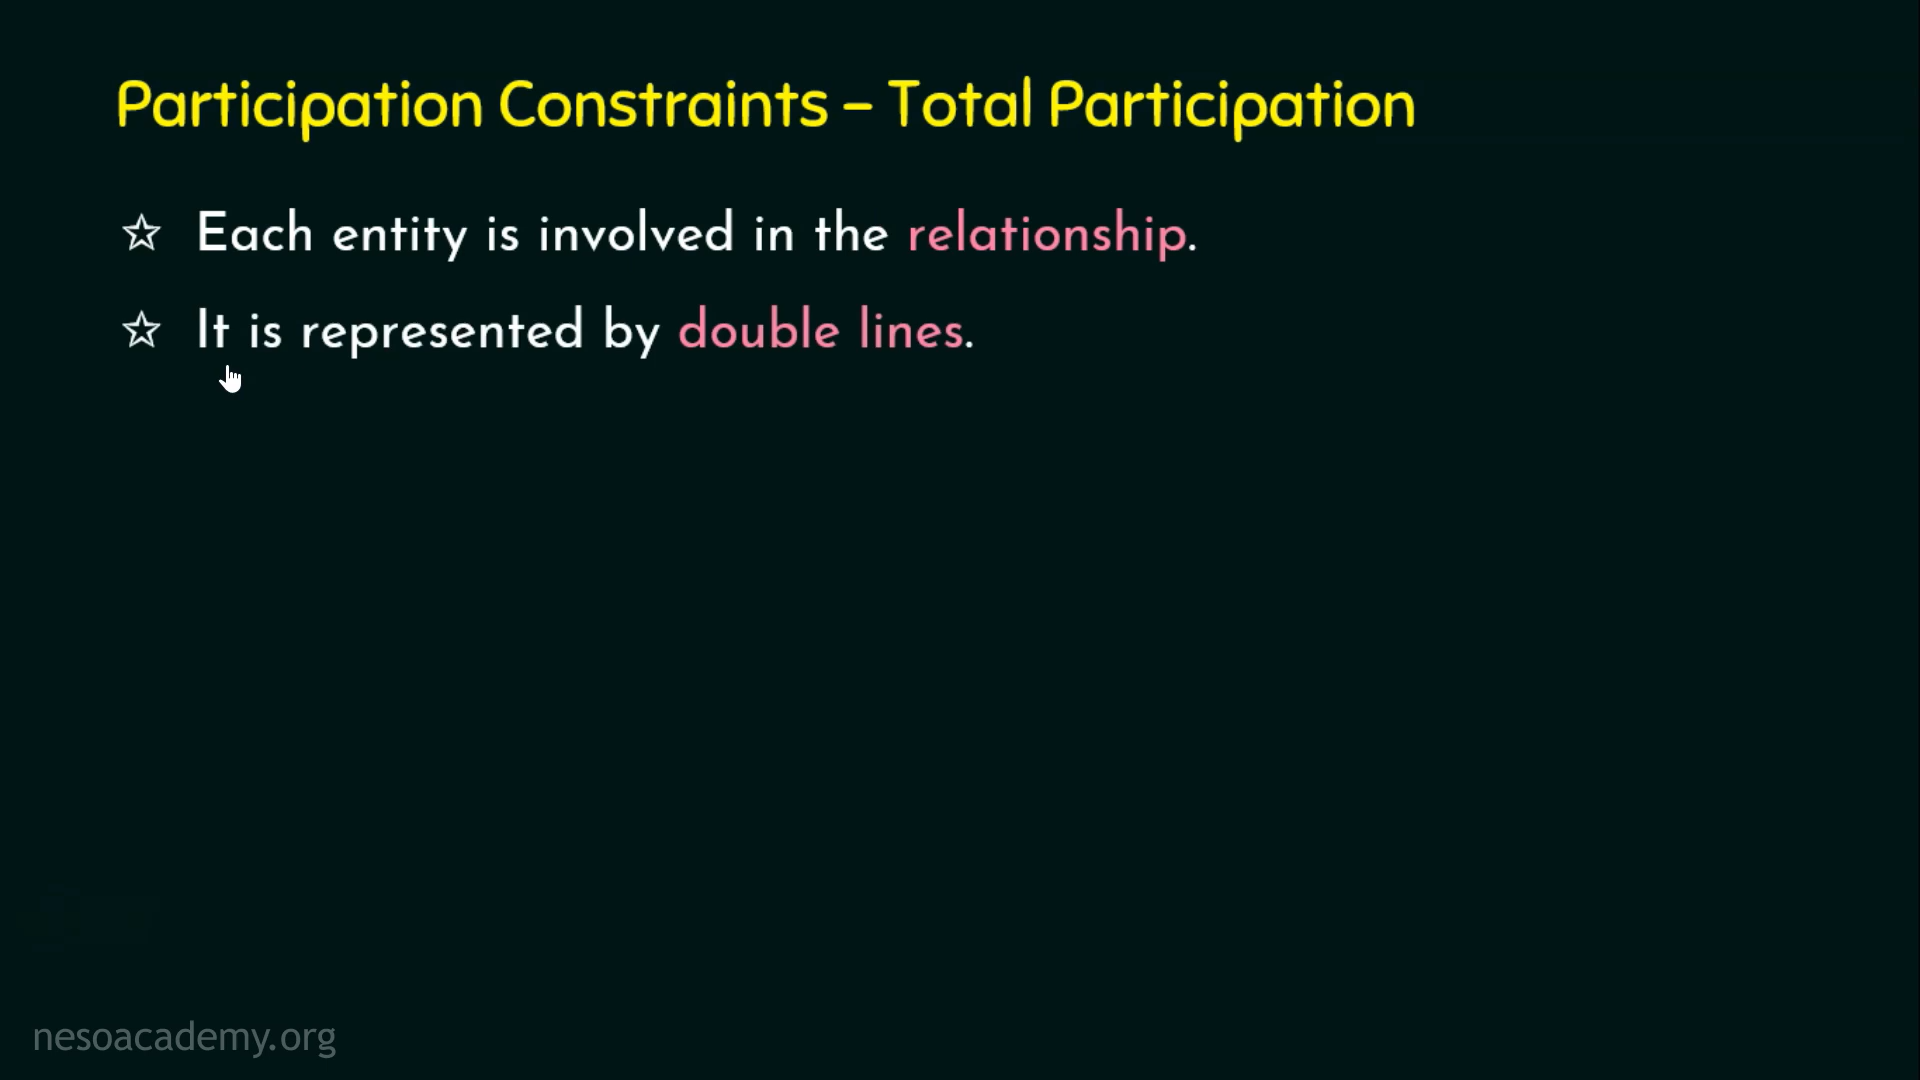 Participation Constraints – Total Participation
☆ Each entity is involved in the relationship.
☆ It is represented by double lines.
nesoacademy.org